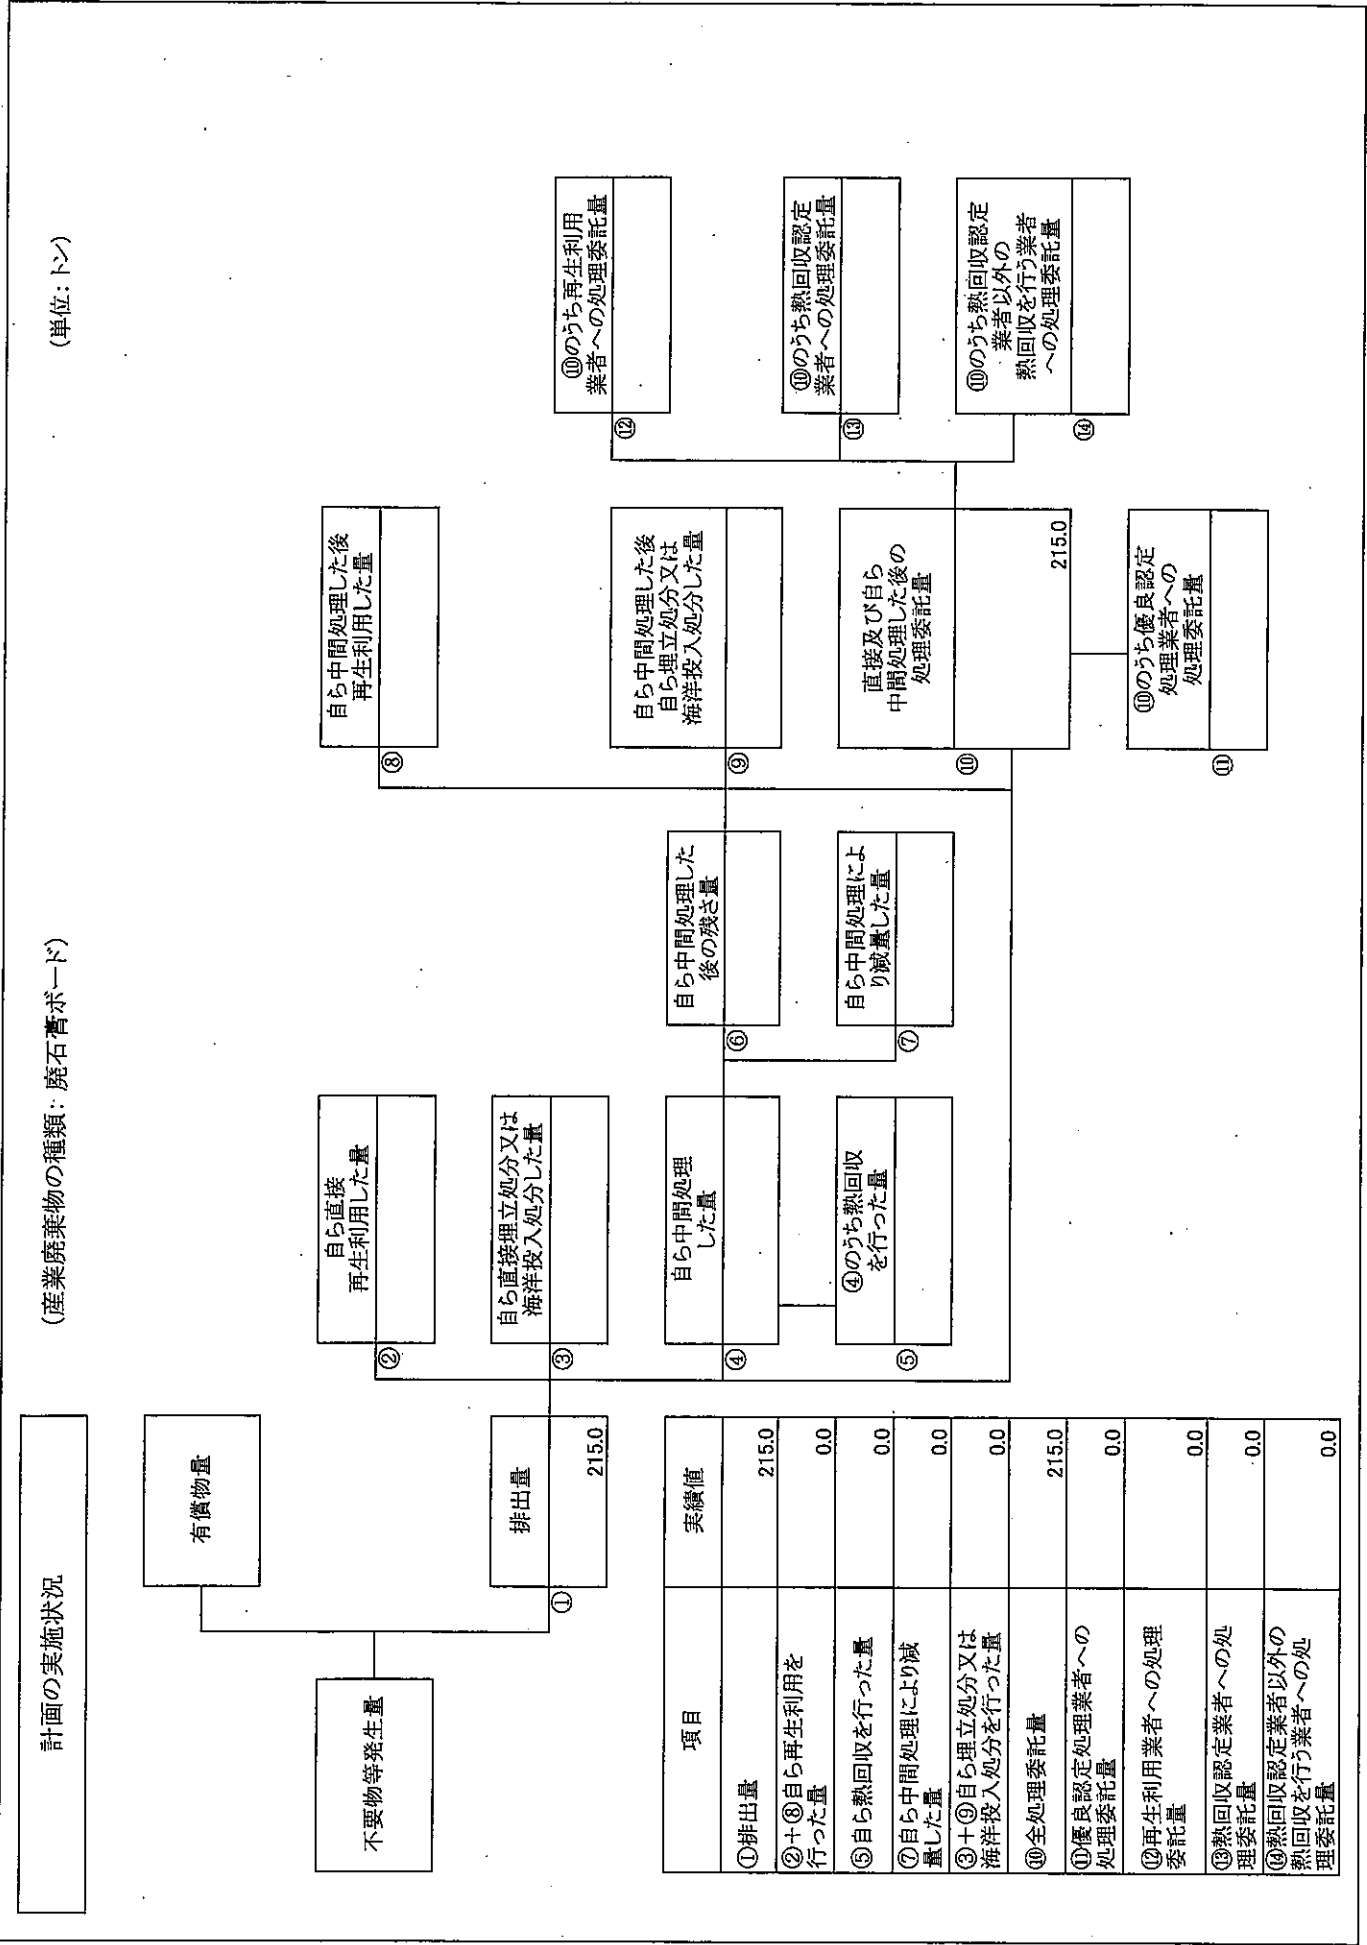 計画の実施状況
(産業廃棄物の種類: 廃石膏ボード)
(単位: トン)
不要物等発生量
有償物量
排出量
①
215.0
自ら直接
再生利用した量
②
自ら直接埋立処分又は
海洋投入処分した量
③
自ら中間処理
した量
④
④のうち熱回収
を行った量
⑤
自ら中間処理した
後の残さ量
⑥
自ら中間処理によ
り減量した量
⑦
自ら中間処理した後
再生利用した量
⑧
自ら中間処理した後
自ら埋立処分又は
海洋投入処分した量
⑨
直接及び自ら
中間処理した後の
処理委託量
⑩
215.0
⑩のうち優良認定
処理業者への
処理委託量
⑪
⑩のうち再生利用
業者への処理委託量
⑫
⑩のうち熱回収認定
業者への処理委託量
⑬
⑩のうち熱回収認定
業者以外の
熱回収を行う業者
への処理委託量
⑭
項目 実績値
①排出量 215.0
②+⑧自ら再生利用を
行った量 0.0
⑤自ら熱回収を行った量 0.0
⑦自ら中間処理により減
量した量 0.0
③+⑨自ら埋立処分又は
海洋投入処分を行った量 0.0
⑩全処理委託量 215.0
⑪優良認定処理業者への
処理委託量 0.0
⑫再生利用業者への処理
委託量 0.0
⑬熱回収認定業者への処
理委託量 0.0
⑭熱回収認定業者以外の
熱回収を行う業者への処
理委託量 0.0